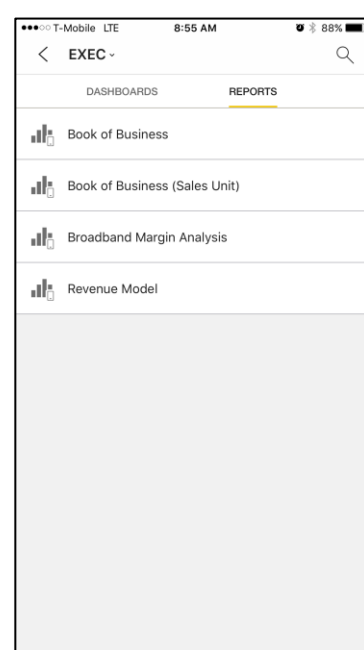 T-Mobile LTE 8:55 AM 88%
EXEC
DASHBOARDS REPORTS
Book of Business
Book of Business (Sales Unit)
Broadband Margin Analysis
Revenue Model